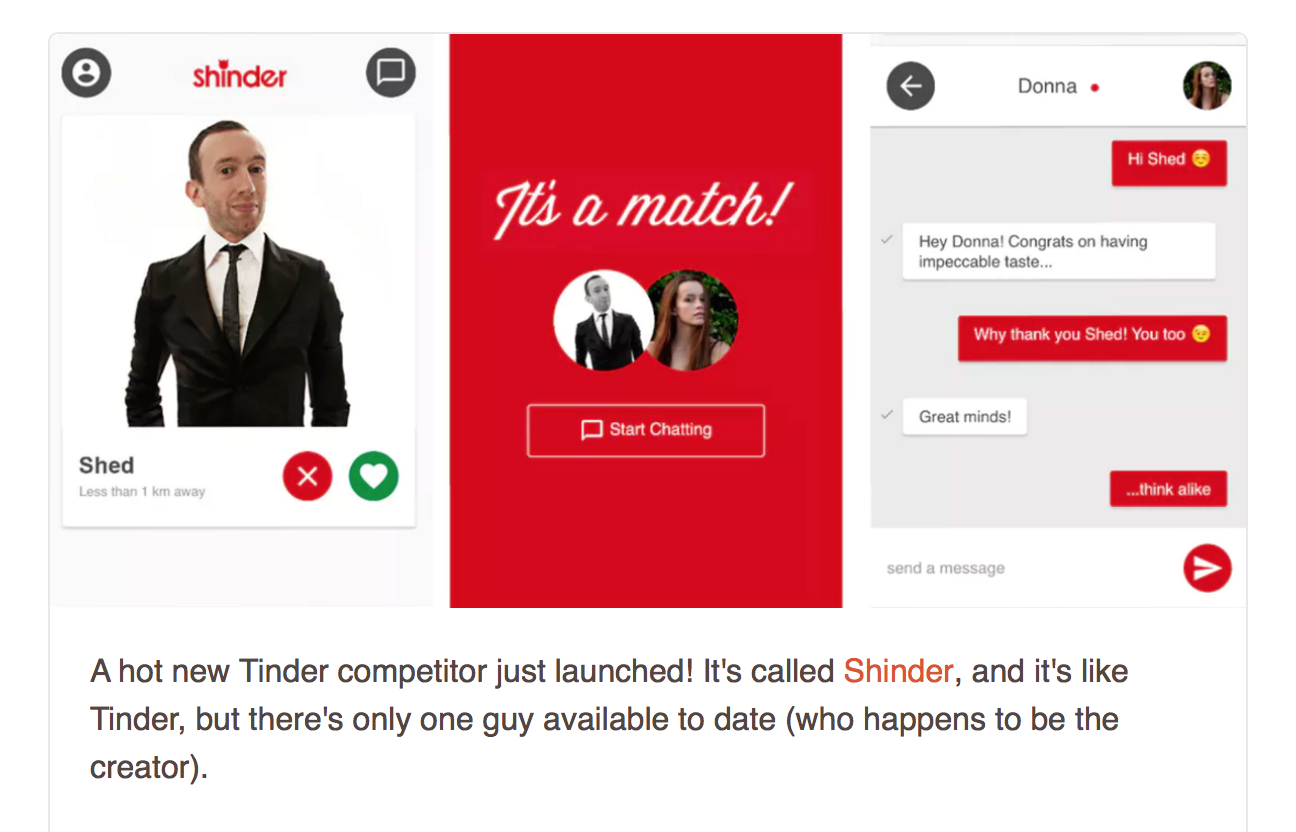 shinder
Shed
Less than 1 km away
It's a match!
Start Chatting
Donna
Hi Shed ☺️
Hey Donna! Congrats on having
impeccable taste...
Why thank you Shed! You too 😉
Great minds!
...think alike
send a message
A hot new Tinder competitor just launched! It's called Shinder, and it's like
Tinder, but there's only one guy available to date (who happens to be the
creator).